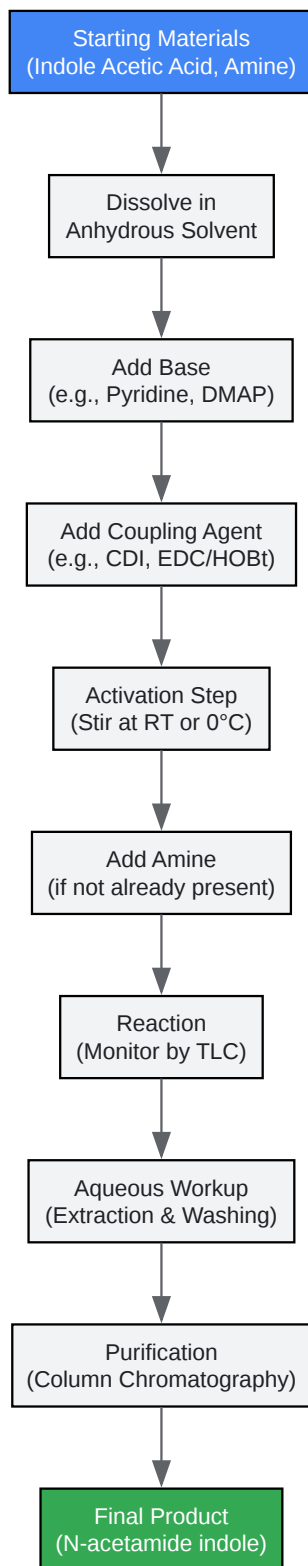 Starting Materials
(Indole Acetic Acid, Amine)
Dissolve in
Anhydrous Solvent
Add Base
(e.g., Pyridine, DMAP)
Add Coupling Agent
(e.g., CDI, EDC/HOBt)
Activation Step
(Stir at RT or 0°C)
Add Amine
(if not already present)
Reaction
(Monitor by TLC)
Aqueous Workup
(Extraction & Washing)
Purification
(Column Chromatography)
Final Product
(N-acetamide indole)